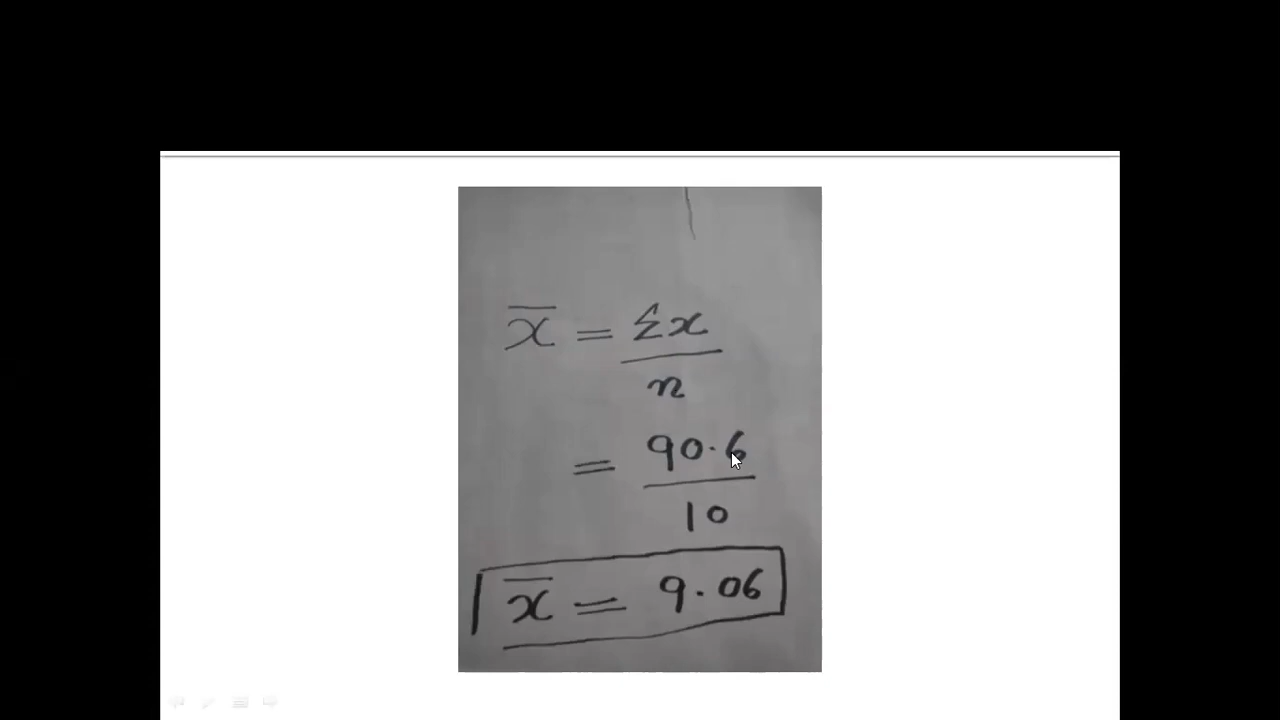 x̄ = Σx / n
= 90.6 / 10
x̄ = 9.06